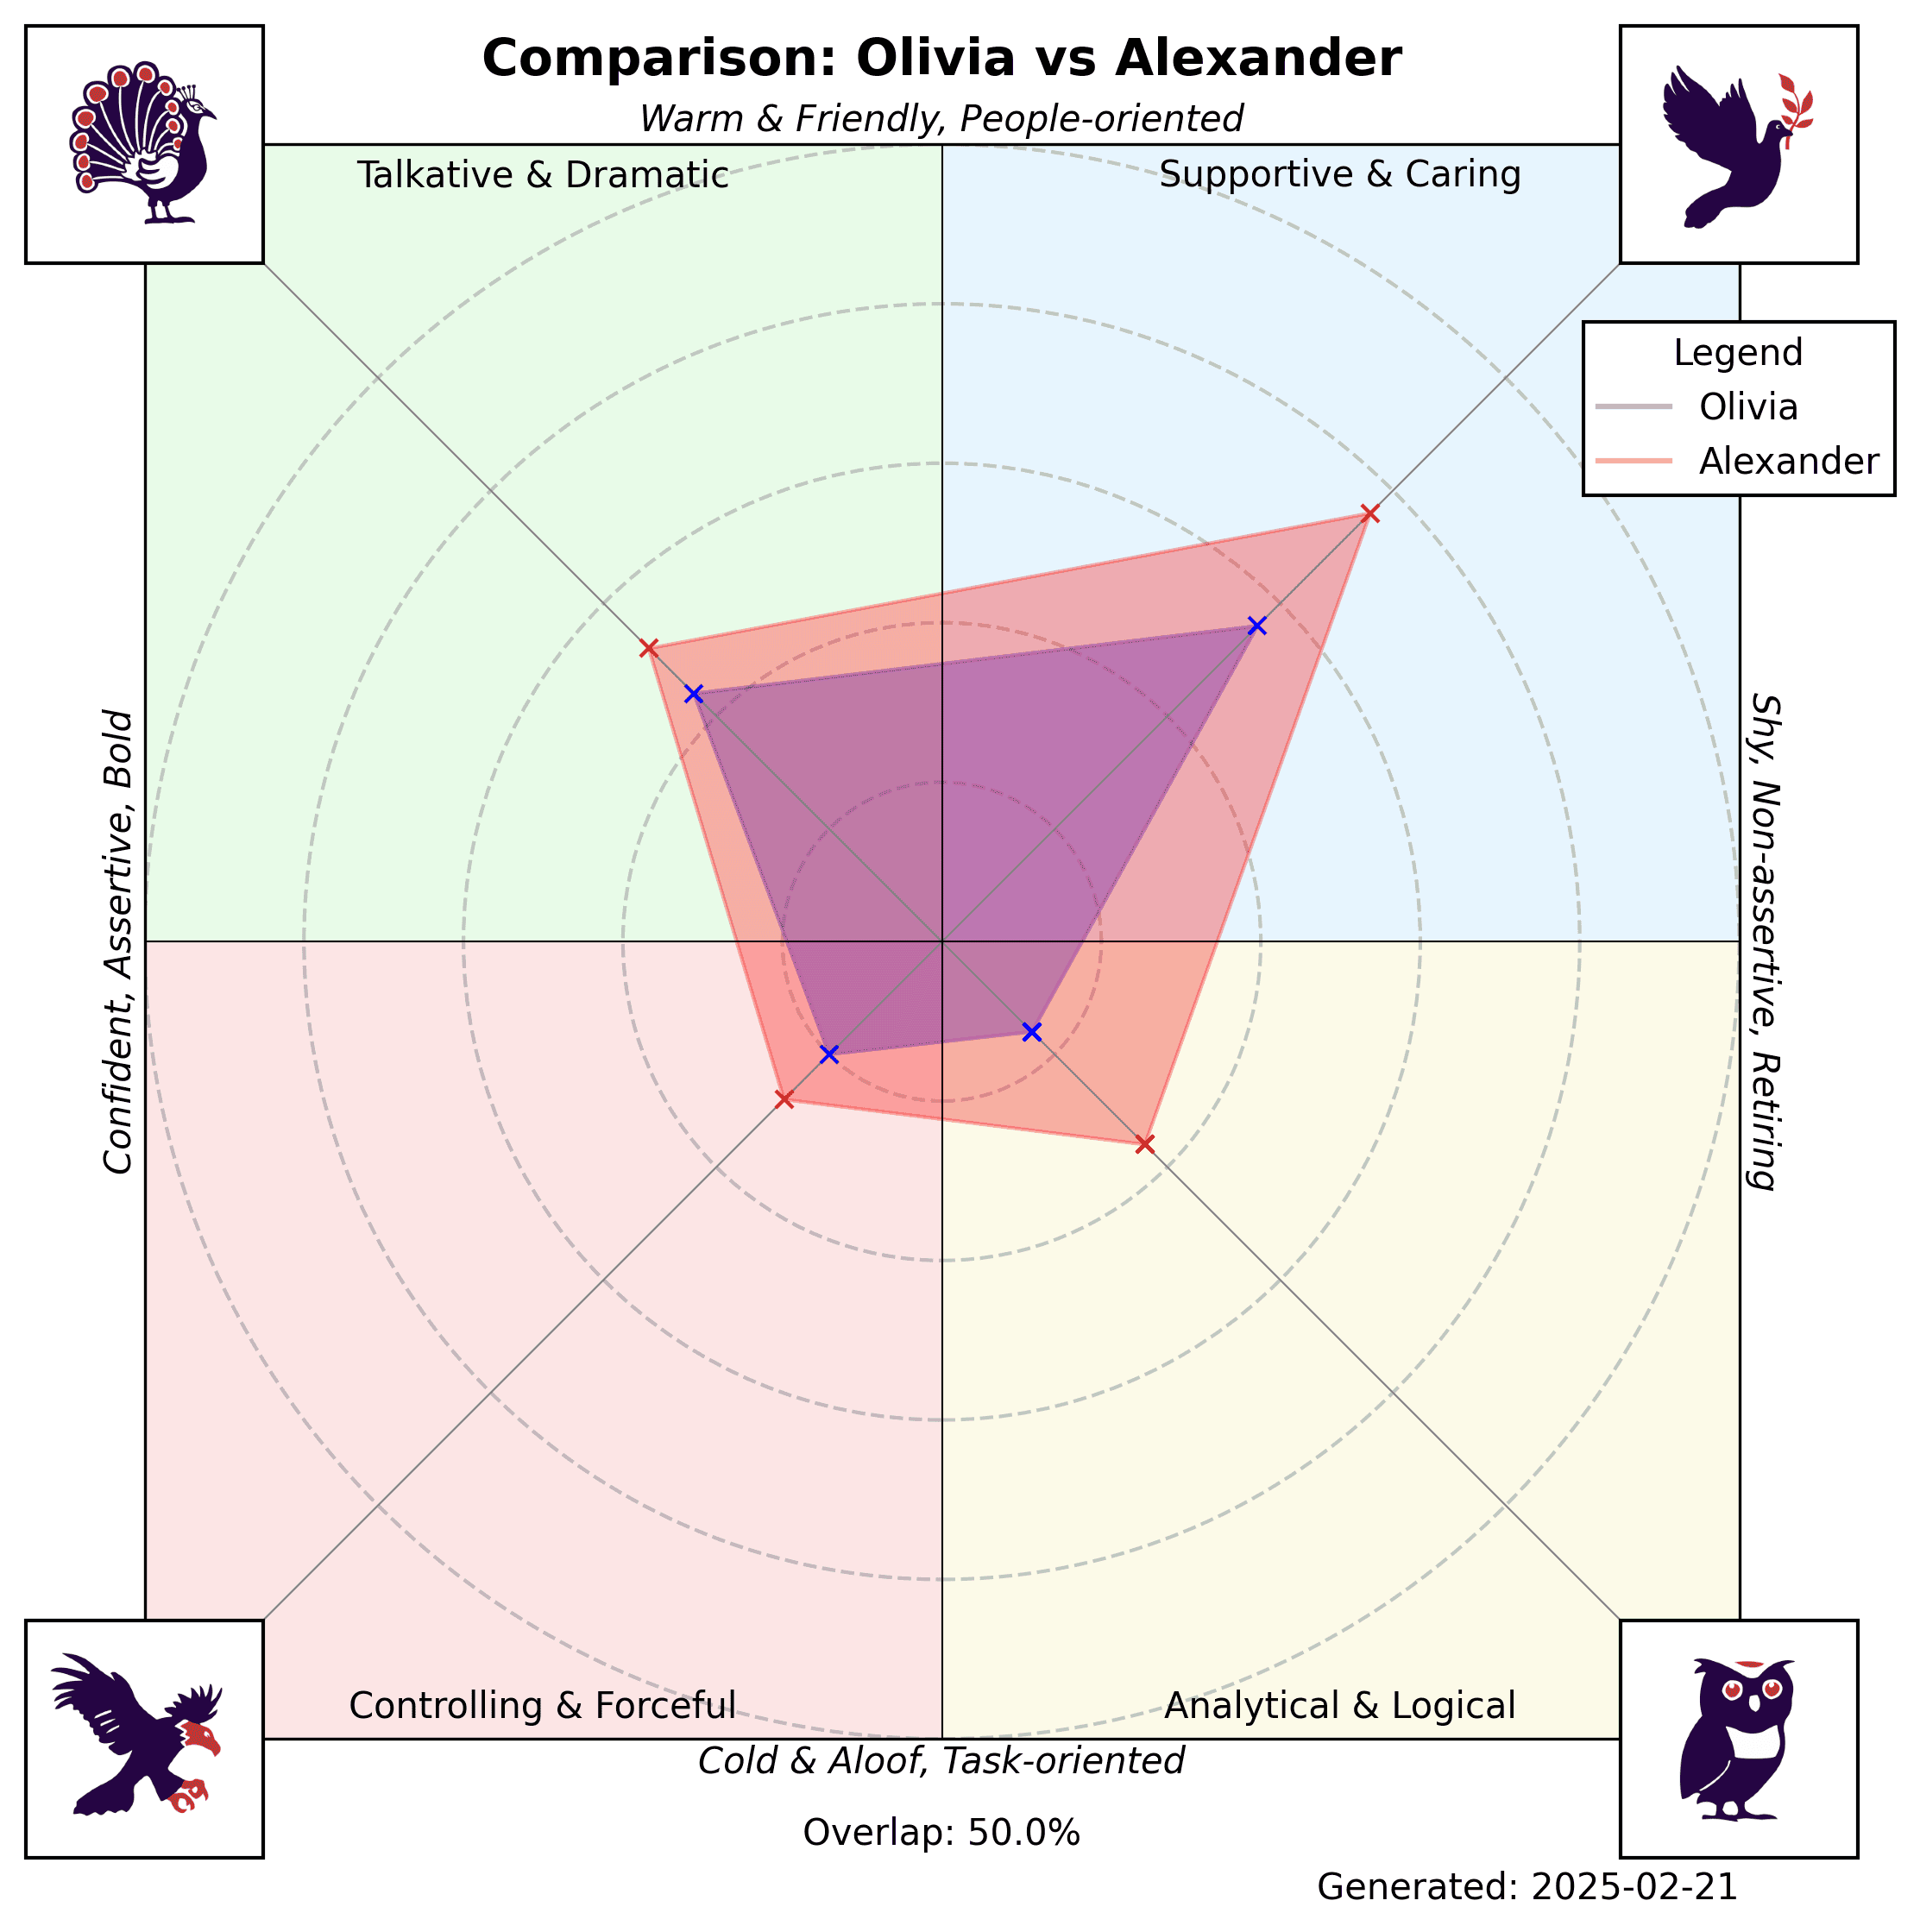 Comparison: Olivia vs Alexander
Warm & Friendly, People-oriented
Talkative & Dramatic
Supportive & Caring
Legend
Olivia
Alexander
Confident, Assertive, Bold
Shy, Non-assertive, Retiring
Controlling & Forceful
Analytical & Logical
Cold & Aloof, Task-oriented
Overlap: 50.0%
Generated: 2025-02-21